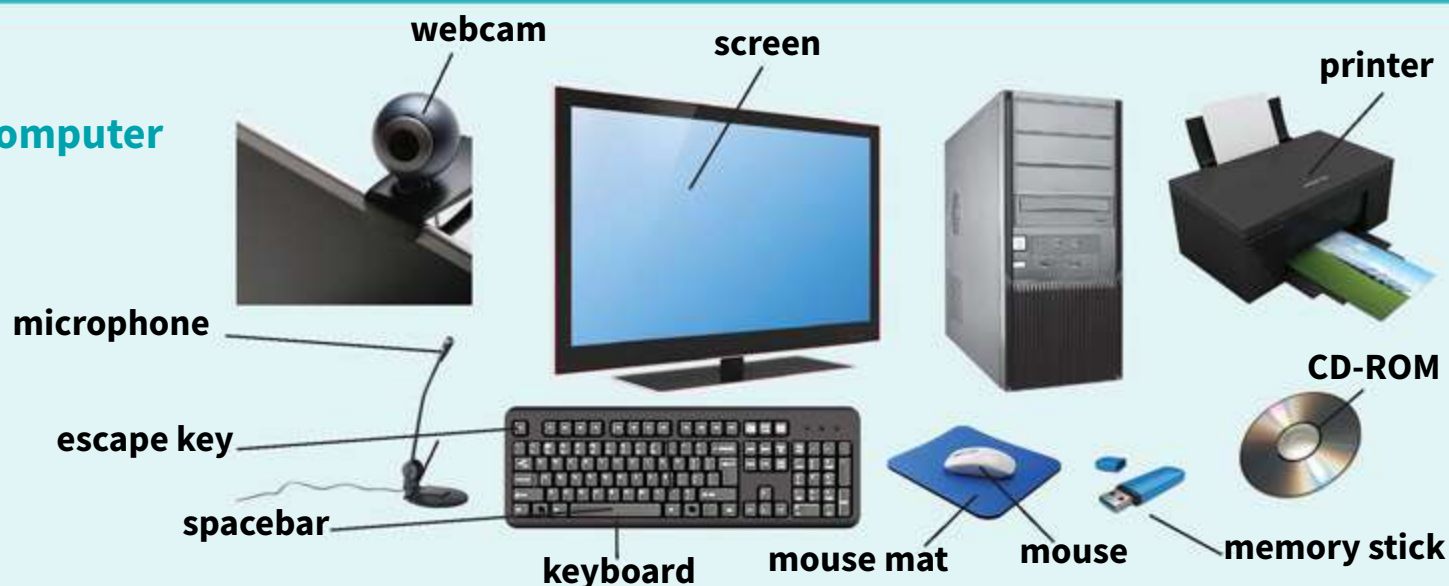 webcam
screen
printer
omputer
microphone
CD-ROM
escape key
spacebar
keyboard
mouse mat
mouse
memory stick